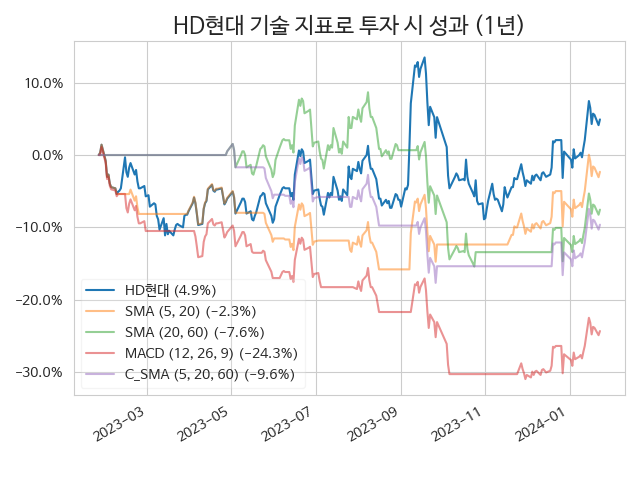 HD현대 기술 지표로 투자 시 성과 (1년)
10.0%
0.0%
−10.0%
−20.0%
−30.0%
HD현대 (4.9%)
SMA (5, 20) (−2.3%)
SMA (20, 60) (−7.6%)
MACD (12, 26, 9) (−24.3%)
C_SMA (5, 20, 60) (−9.6%)
2023-03
2023-05
2023-07
2023-09
2023-11
2024-01